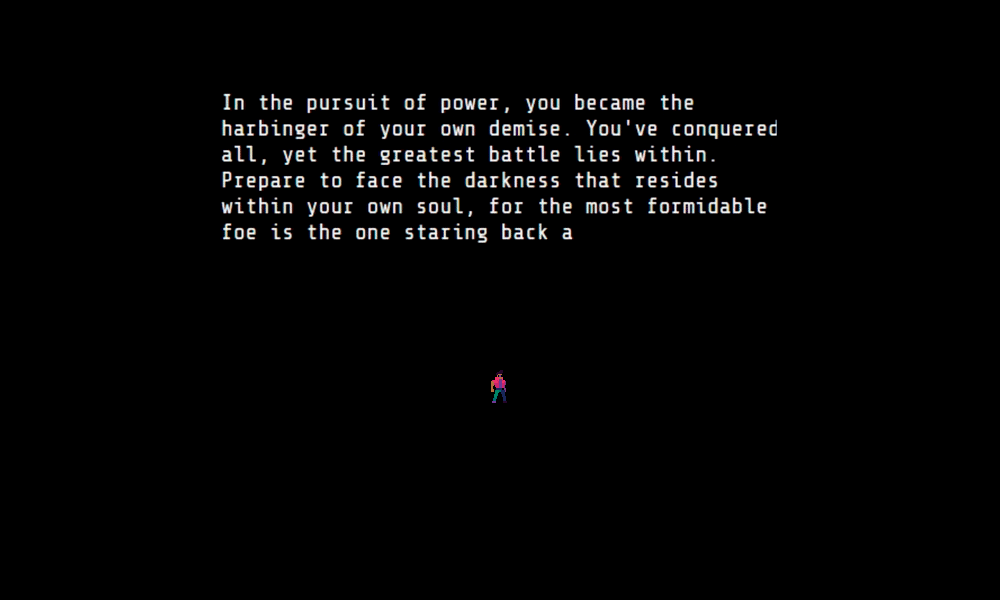 In the pursuit of power, you became the
harbinger of your own demise. You've conquered
all, yet the greatest battle lies within.
Prepare to face the darkness that resides
within your own soul, for the most formidable
foe is the one staring back a